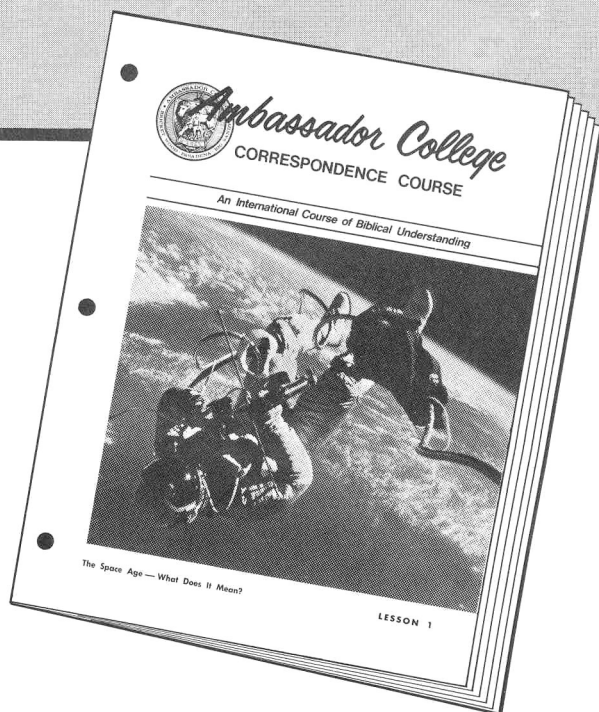 Ambassador College
CORRESPONDENCE COURSE
An International Course of Biblical Understanding
The Space Age — What Does It Mean?
LESSON 1